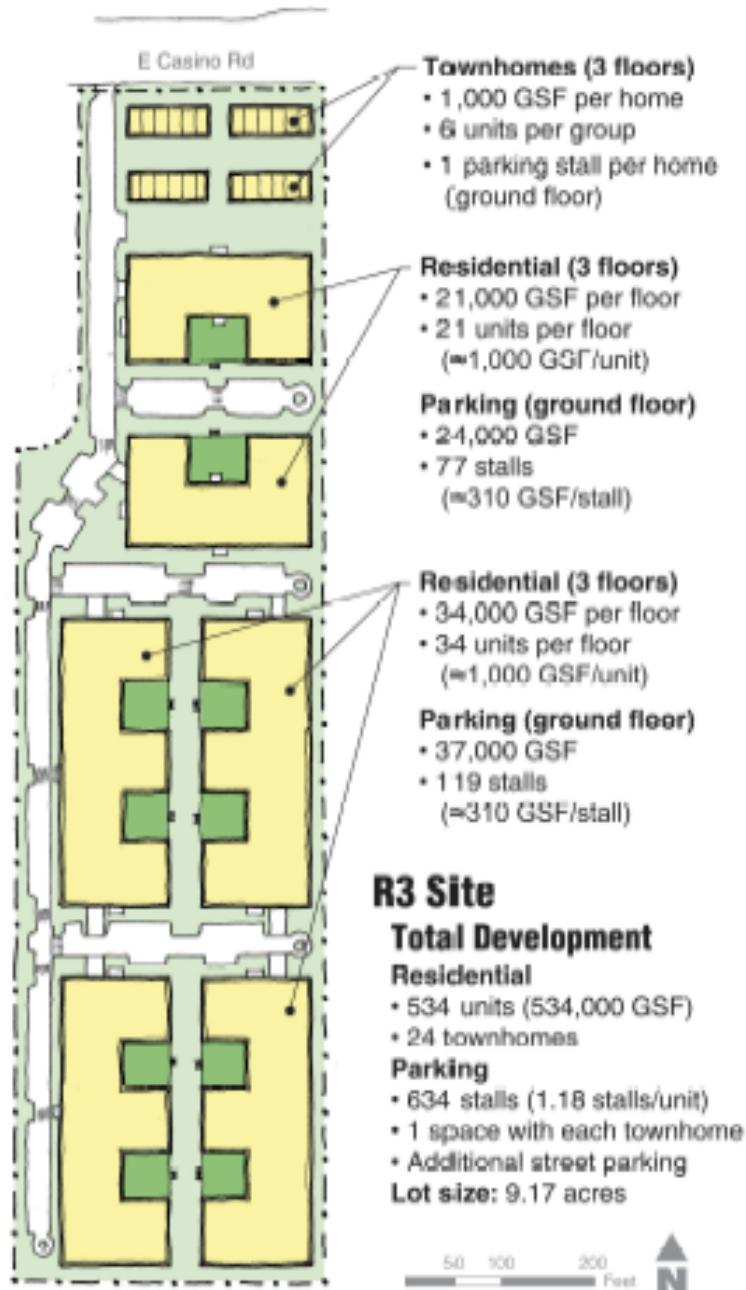 E Casino Rd
Townhomes (3 floors)
• 1,000 GSF per home
• 6 units per group
• 1 parking stall per home
(ground floor)
Residential (3 floors)
• 21,000 GSF per floor
• 21 units per floor
(≈1,000 GSF/unit)
Parking (ground floor)
• 24,000 GSF
• 77 stalls
(≈310 GSF/stall)
Residential (3 floors)
• 34,000 GSF per floor
• 34 units per floor
(≈1,000 GSF/unit)
Parking (ground floor)
• 37,000 GSF
• 119 stalls
(≈310 GSF/stall)
R3 Site
Total Development
Residential
• 534 units (534,000 GSF)
• 24 townhomes
Parking
• 634 stalls (1.18 stalls/unit)
• 1 space with each townhome
• Additional street parking
Lot size: 9.17 acres
50 100 200
Feet
N